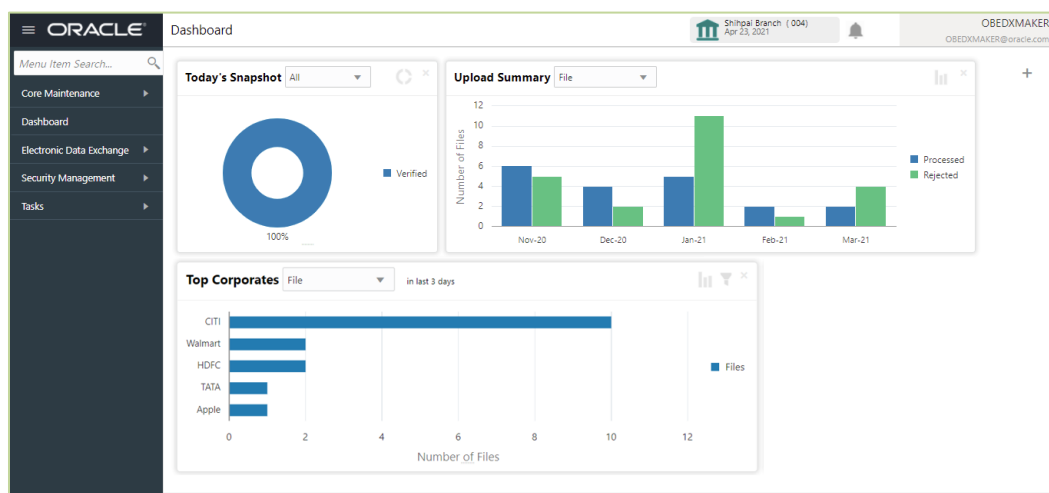 ORACLE
Dashboard
Shihpai Branch ( 004)
Apr 23, 2021
OBEDXMAKER
OBEDXMAKER@oracle.com
Menu Item Search...
Core Maintenance
Dashboard
Electronic Data Exchange
Security Management
Tasks
Today's Snapshot All
Verified
100%
Upload Summary File
12
10
8
6
4
2
0
Number of Files
Nov-20 Dec-20 Jan-21 Feb-21 Mar-21
Processed
Rejected
Top Corporates File in last 3 days
CITI
Walmart
HDFC
TATA
Apple
0 2 4 6 8 10 12
Number of Files
Files